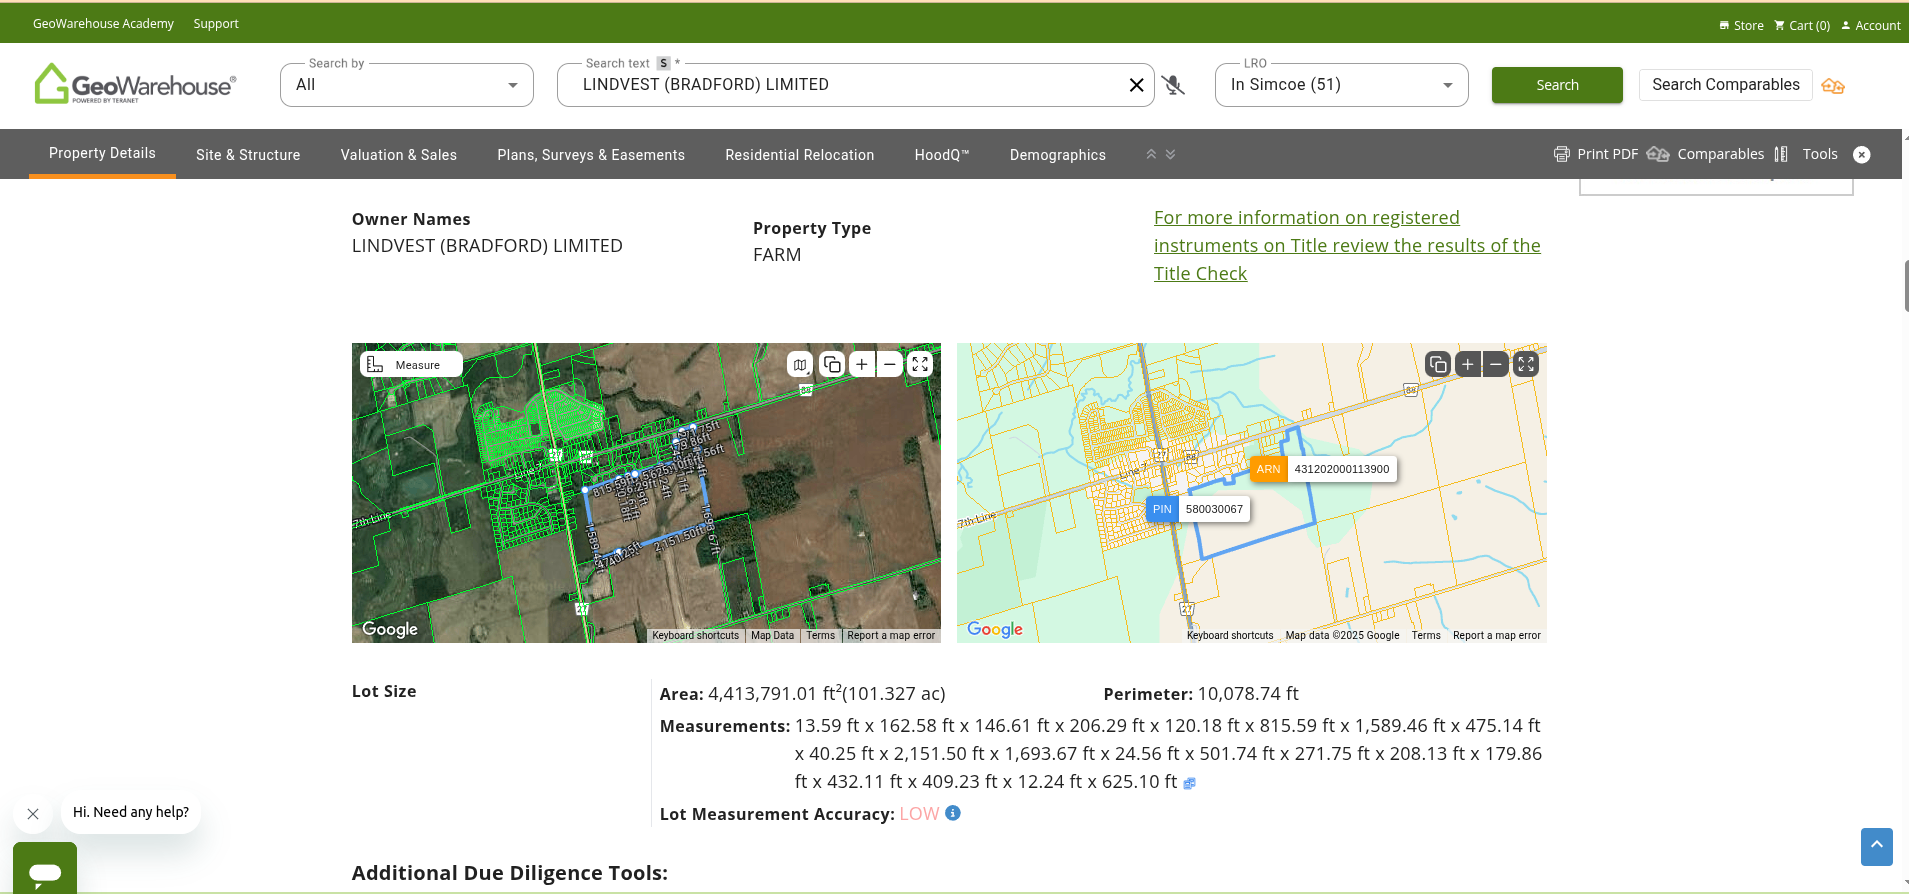 GeoWarehouse Academy Support
Store Cart (0) Account
GeoWarehouse®
POWERED BY TERANET
Search by
All
Search text S *
LINDVEST (BRADFORD) LIMITED
LRO
In Simcoe (51)
Search
Search Comparables
Property Details Site & Structure Valuation & Sales Plans, Surveys & Easements Residential Relocation HoodQ™ Demographics
Print PDF Comparables Tools
Owner Names
LINDVEST (BRADFORD) LIMITED
Property Type
FARM
For more information on registered
instruments on Title review the results of the
Title Check
Measure
88
27
88
Line 7
7th Line
1,589.4
2,151.50ft
27
Google
Keyboard shortcuts Map Data Terms Report a map error
88
27
88
Line 7
ARN 431202000113900
PIN 580030067
7th Line
27
Google
Keyboard shortcuts Map data ©2025 Google Terms Report a map error
Lot Size
Area: 4,413,791.01 ft²(101.327 ac) Perimeter: 10,078.74 ft
Measurements: 13.59 ft x 162.58 ft x 146.61 ft x 206.29 ft x 120.18 ft x 815.59 ft x 1,589.46 ft x 475.14 ft
x 40.25 ft x 2,151.50 ft x 1,693.67 ft x 24.56 ft x 501.74 ft x 271.75 ft x 208.13 ft x 179.86
ft x 432.11 ft x 409.23 ft x 12.24 ft x 625.10 ft
Lot Measurement Accuracy: LOW
Hi. Need any help?
Additional Due Diligence Tools: